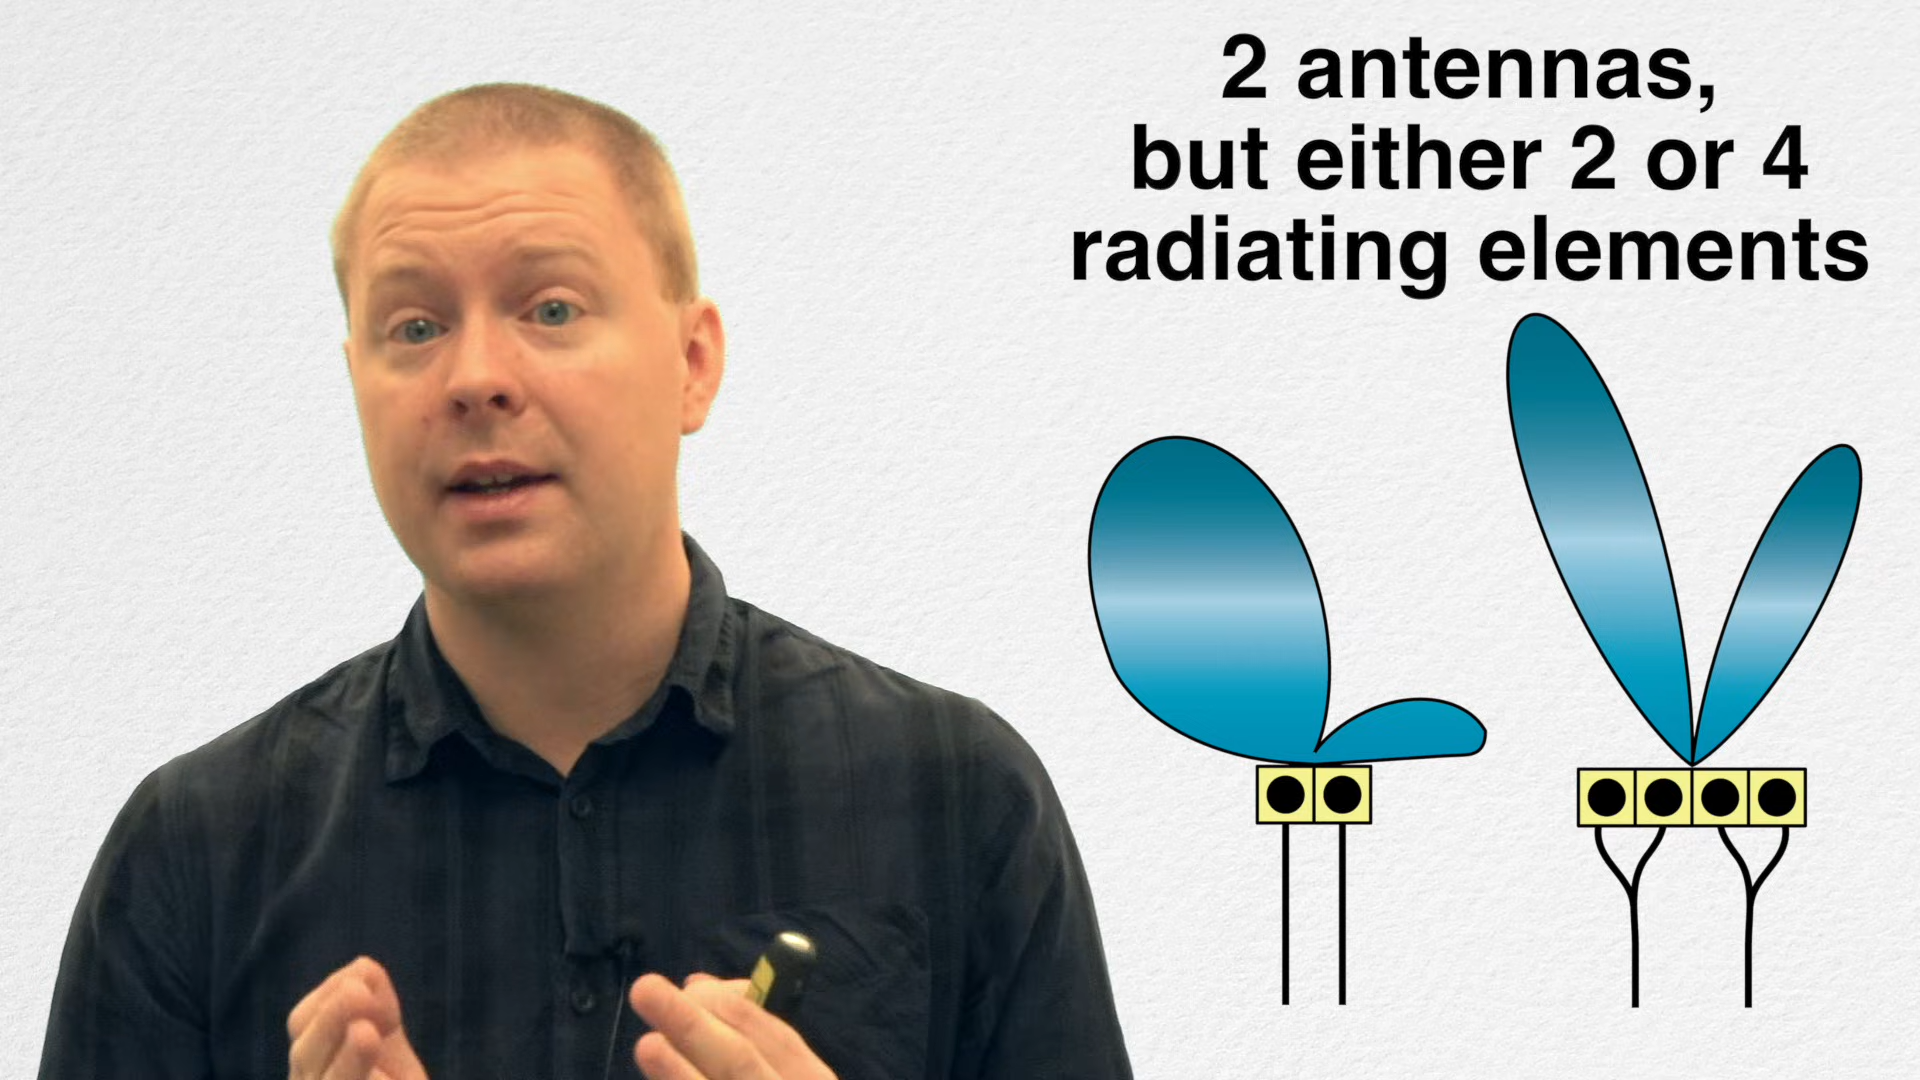 2 antennas,
but either 2 or 4
radiating elements